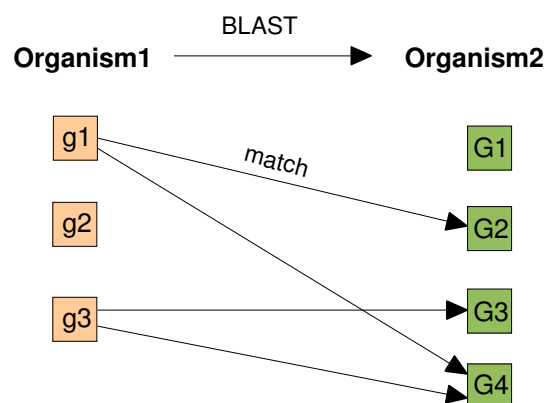 BLAST
Organism1
Organism2
g1
match
G1
g2
G2
g3
G3
G4